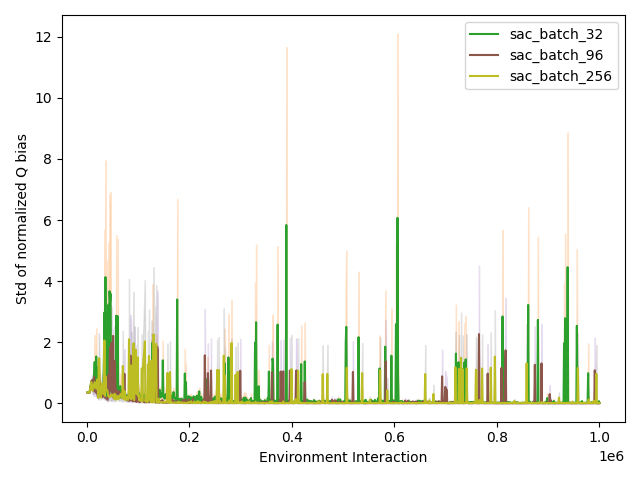 sac_batch_32
sac_batch_96
sac_batch_256
Std of normalized Q bias
12
10
8
6
4
2
0
0.0 0.2 0.4 0.6 0.8 1.0
1e6
Environment Interaction